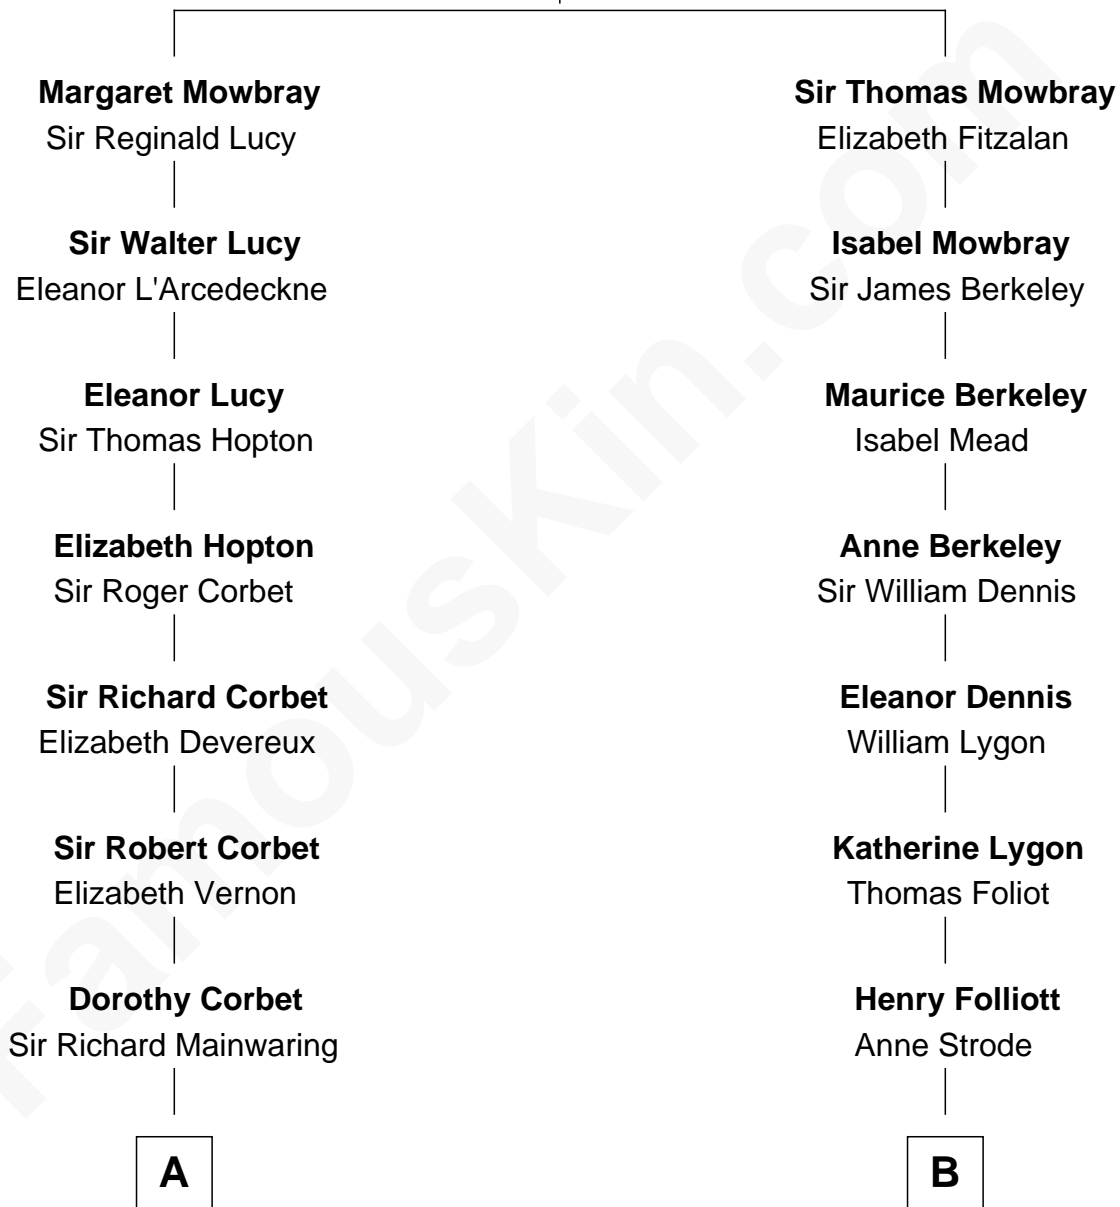 Margaret Mowbray
Sir Reginald Lucy
Sir Thomas Mowbray
Elizabeth Fitzalan
Sir Walter Lucy
Eleanor L'Arcedeckne
Isabel Mowbray
Sir James Berkeley
Eleanor Lucy
Sir Thomas Hopton
Maurice Berkeley
Isabel Mead
Elizabeth Hopton
Sir Roger Corbet
Anne Berkeley
Sir William Dennis
Sir Richard Corbet
Elizabeth Devereux
Eleanor Dennis
William Lygon
Sir Robert Corbet
Elizabeth Vernon
Katherine Lygon
Thomas Foliot
Dorothy Corbet
Sir Richard Mainwaring
Henry Folliott
Anne Strode
A
B
FamousKin.com